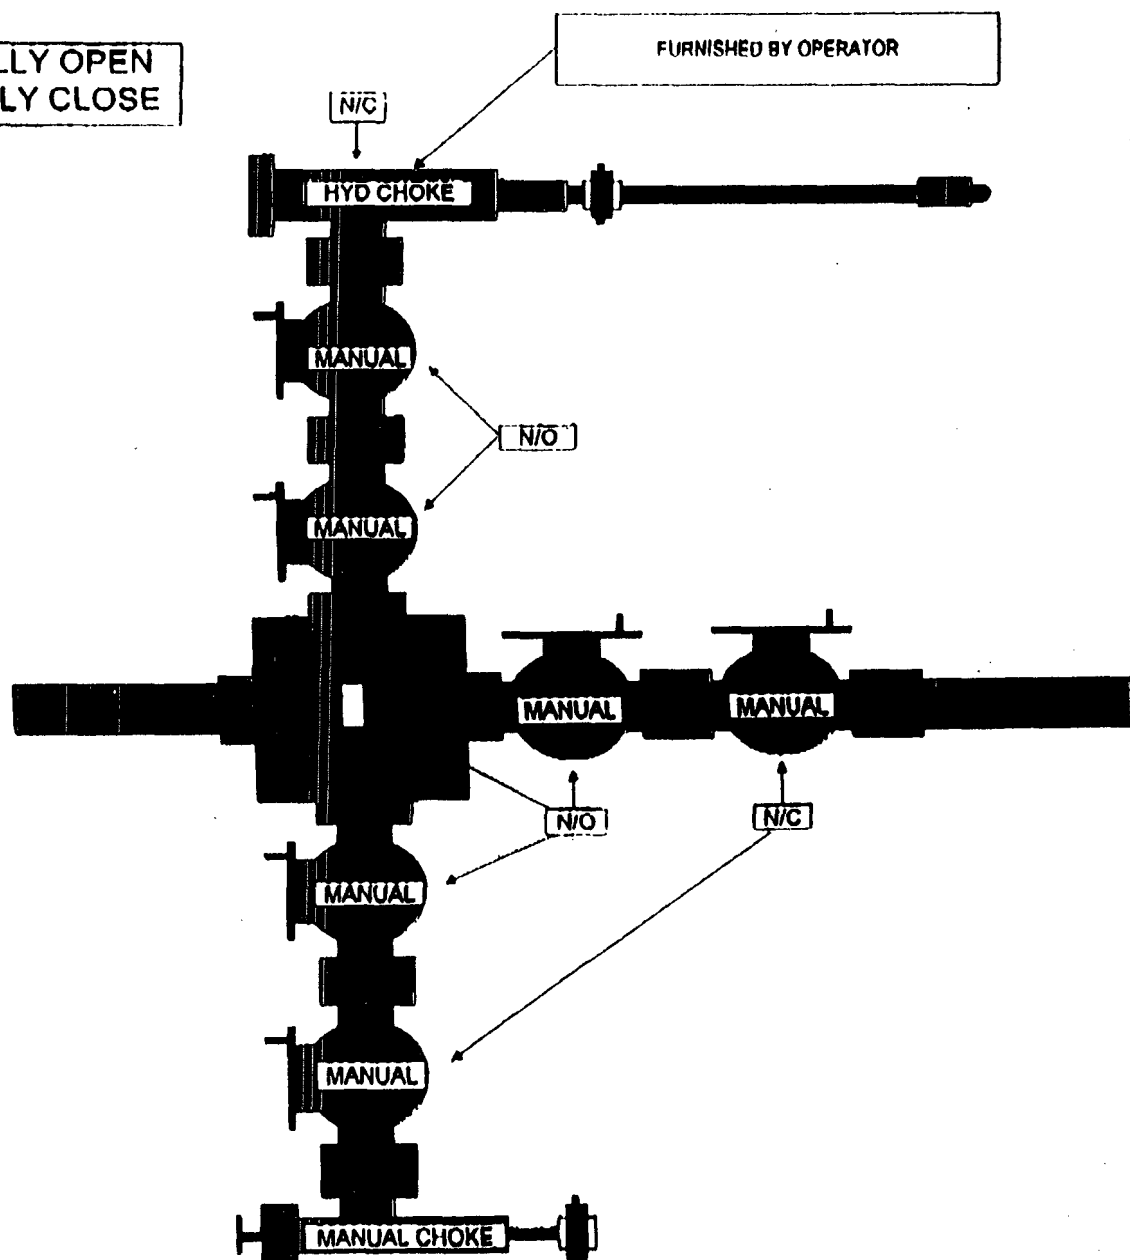 LLY OPEN
LY CLOSE
FURNISHED BY OPERATOR
N/C
HYD CHOKE
MANUAL
N/O
MANUAL
MANUAL
MANUAL
N/O
N/C
MANUAL
MANUAL
MANUAL CHOKE